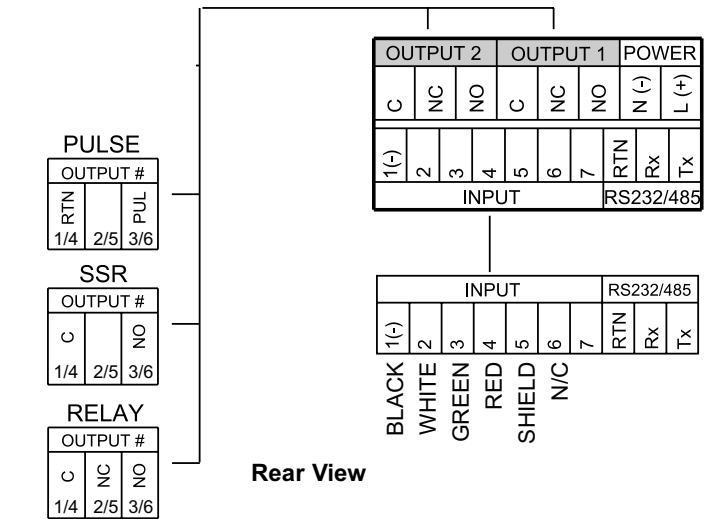 OUTPUT 2 OUTPUT 1 POWER
C NC NO C NC NO N (-) L (+)
1(-) 2 3 4 5 6 7 RTN Rx Tx
INPUT RS232/485
PULSE
OUTPUT #
RTN PUL
1/4 2/5 3/6
SSR
OUTPUT #
C NO
1/4 2/5 3/6
RELAY
OUTPUT #
C NC NO
1/4 2/5 3/6
INPUT RS232/485
1(-) 2 3 4 5 6 7 RTN Rx Tx
BLACK WHITE GREEN RED SHIELD N/C
Rear View